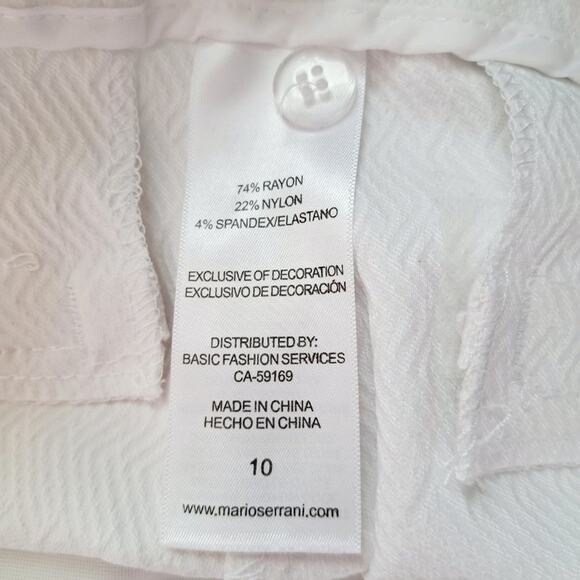 74% RAYON
22% NYLON
4% SPANDEX/ELASTANO
EXCLUSIVE OF DECORATION
EXCLUSIVO DE DECORACIÓN
DISTRIBUTED BY:
BASIC FASHION SERVICES
CA-59169
MADE IN CHINA
HECHO EN CHINA
10
www.marioserrani.com